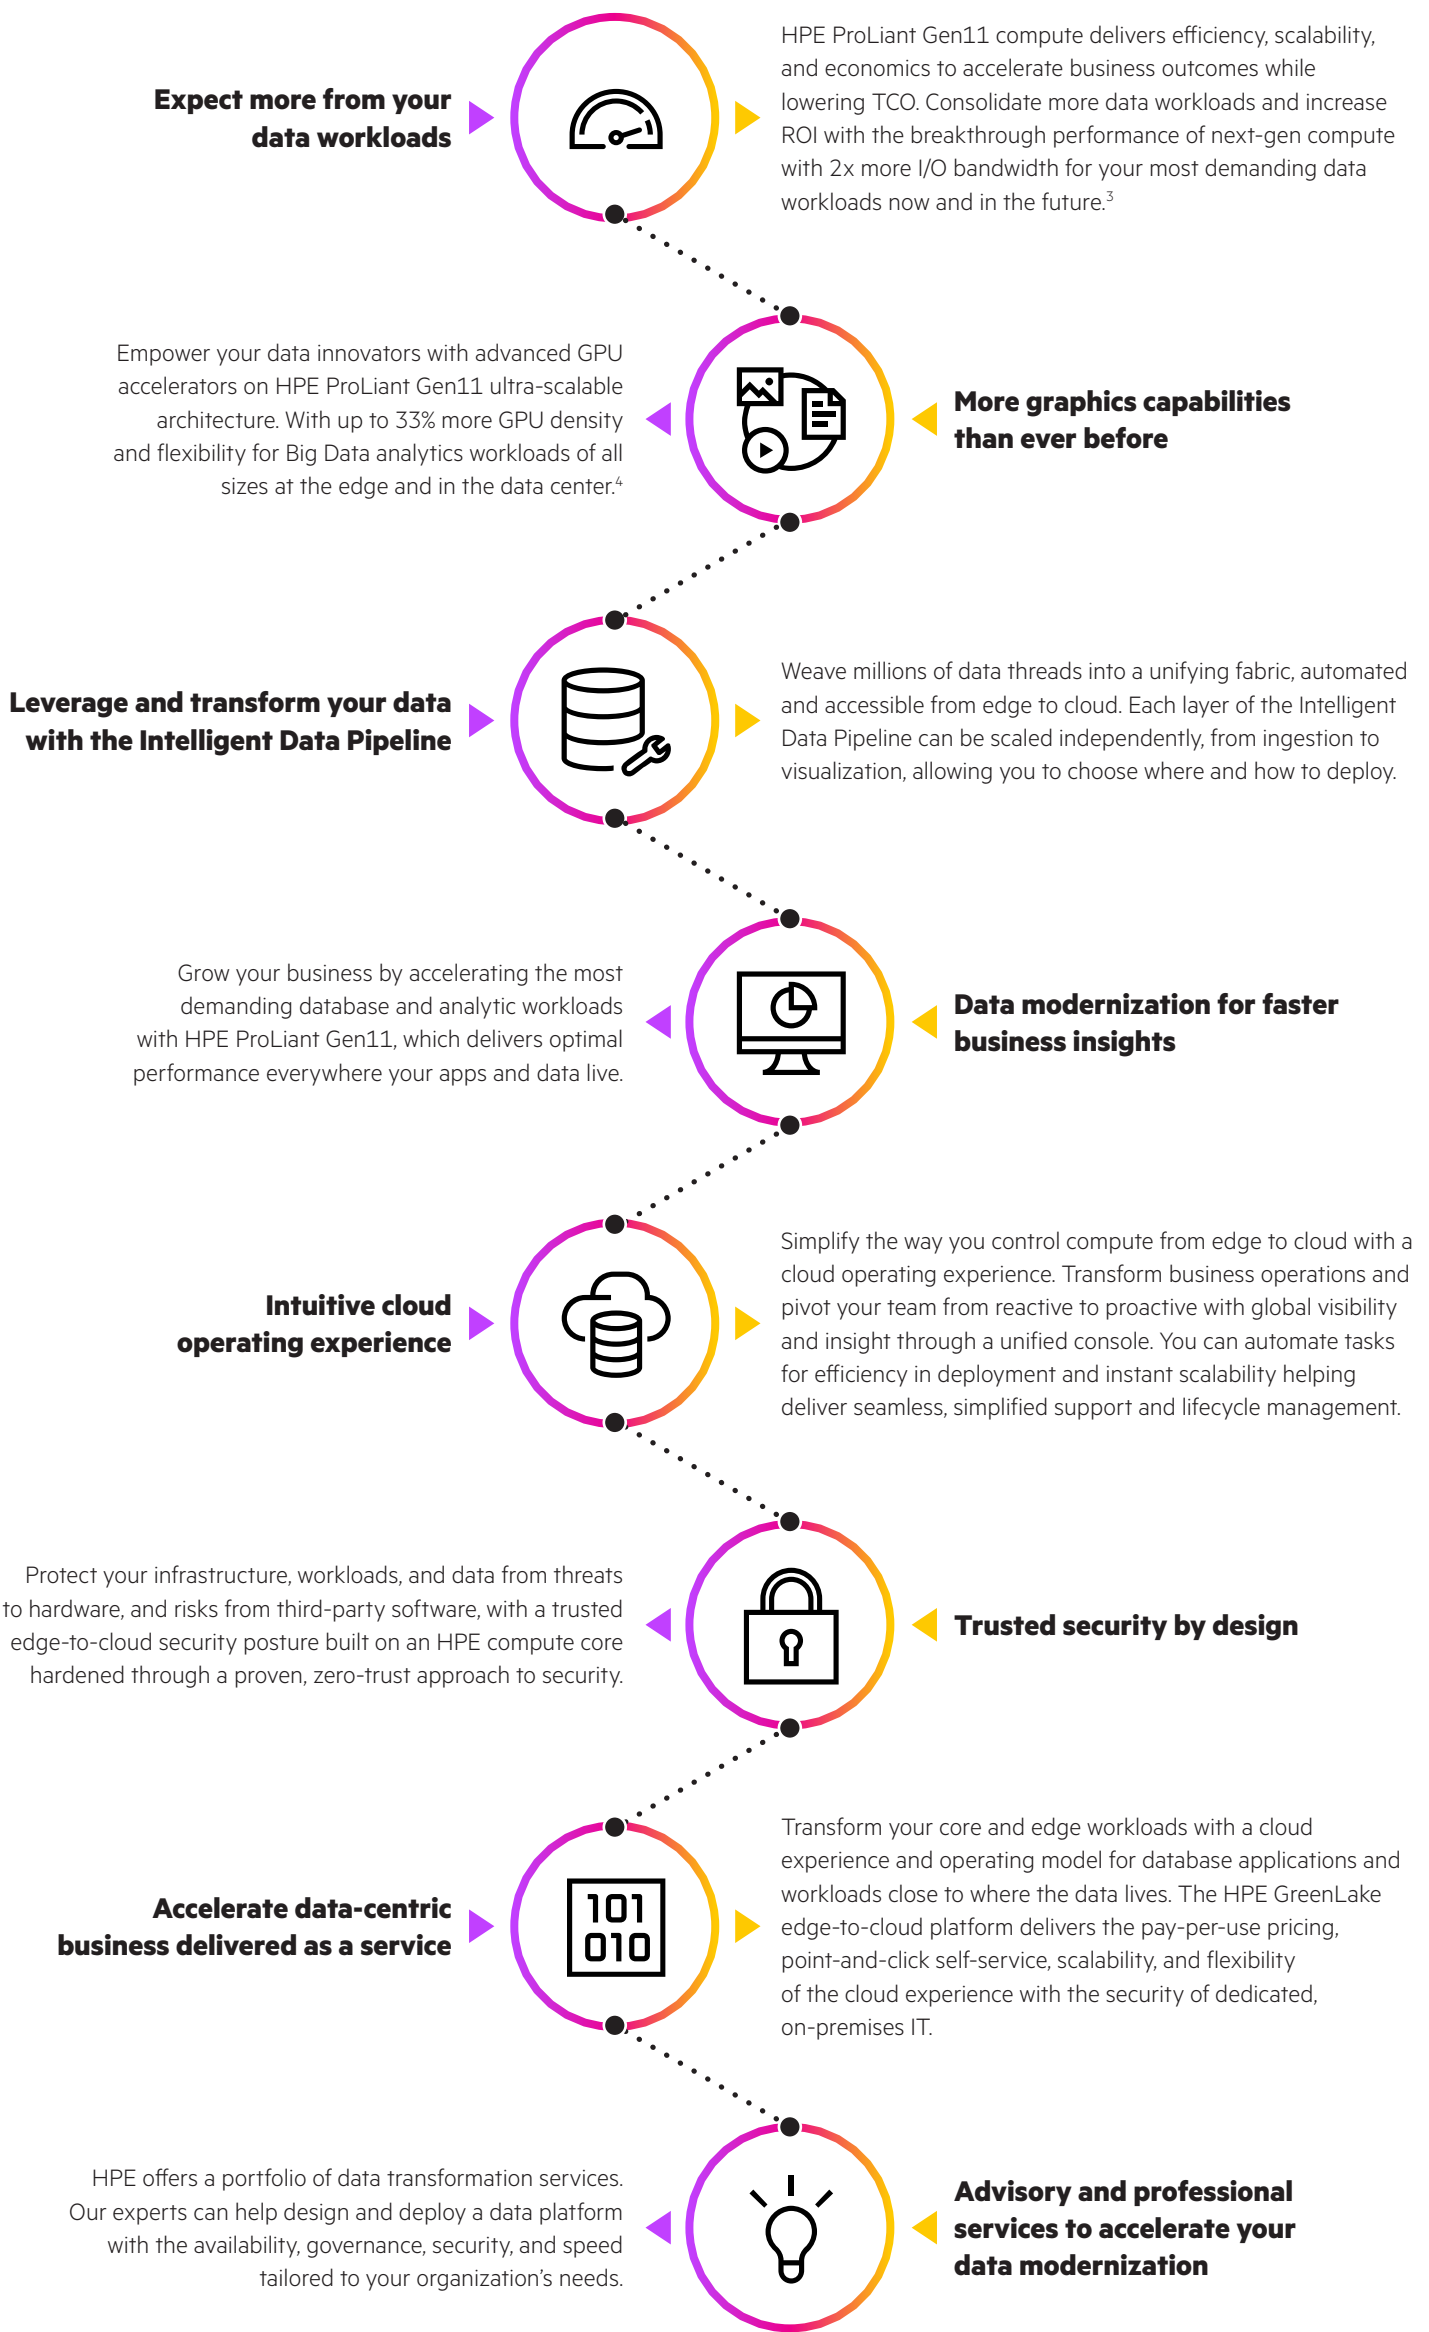 Expect more from your
data workloads
HPE ProLiant Gen11 compute delivers efficiency, scalability,
and economics to accelerate business outcomes while
lowering TCO. Consolidate more data workloads and increase
ROI with the breakthrough performance of next-gen compute
with 2x more I/O bandwidth for your most demanding data
workloads now and in the future.³
More graphics capabilities
than ever before
Empower your data innovators with advanced GPU
accelerators on HPE ProLiant Gen11 ultra-scalable
architecture. With up to 33% more GPU density
and flexibility for Big Data analytics workloads of all
sizes at the edge and in the data center.⁴
Leverage and transform your data
with the Intelligent Data Pipeline
Weave millions of data threads into a unifying fabric, automated
and accessible from edge to cloud. Each layer of the Intelligent
Data Pipeline can be scaled independently, from ingestion to
visualization, allowing you to choose where and how to deploy.
Data modernization for faster
business insights
Grow your business by accelerating the most
demanding database and analytic workloads
with HPE ProLiant Gen11, which delivers optimal
performance everywhere your apps and data live.
Intuitive cloud
operating experience
Simplify the way you control compute from edge to cloud with a
cloud operating experience. Transform business operations and
pivot your team from reactive to proactive with global visibility
and insight through a unified console. You can automate tasks
for efficiency in deployment and instant scalability helping
deliver seamless, simplified support and lifecycle management.
Trusted security by design
Protect your infrastructure, workloads, and data from threats
to hardware, and risks from third-party software, with a trusted
edge-to-cloud security posture built on an HPE compute core
hardened through a proven, zero-trust approach to security.
Accelerate data-centric
business delivered as a service
101
010
Transform your core and edge workloads with a cloud
experience and operating model for database applications and
workloads close to where the data lives. The HPE GreenLake
edge-to-cloud platform delivers the pay-per-use pricing,
point-and-click self-service, scalability, and flexibility
of the cloud experience with the security of dedicated,
on-premises IT.
Advisory and professional
services to accelerate your
data modernization
HPE offers a portfolio of data transformation services.
Our experts can help design and deploy a data platform
with the availability, governance, security, and speed
tailored to your organization's needs.